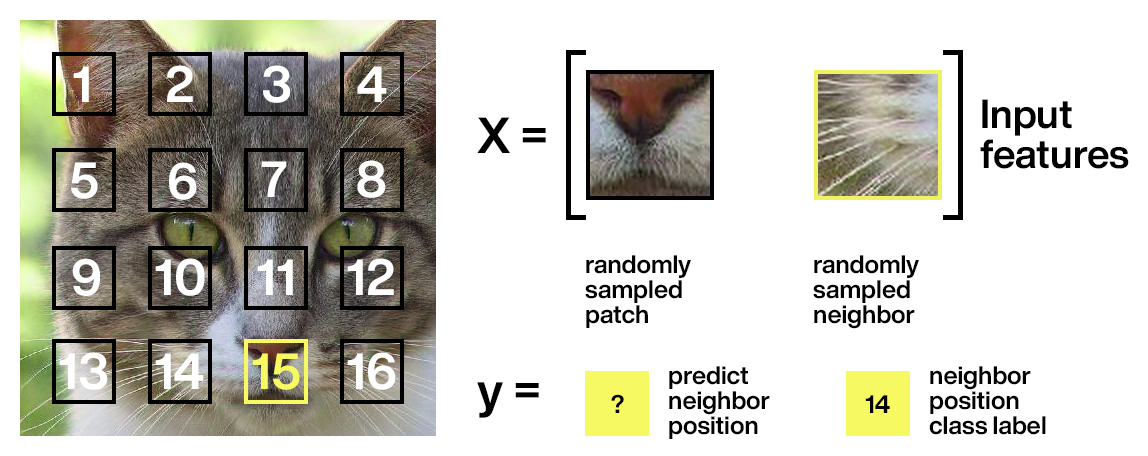 1 2 3 4
5 6 7 8
9 10 11 12
13 14 15 16
X =
Input
features
randomly
sampled
patch
randomly
sampled
neighbor
y =
?
predict
neighbor
position
14
neighbor
position
class label